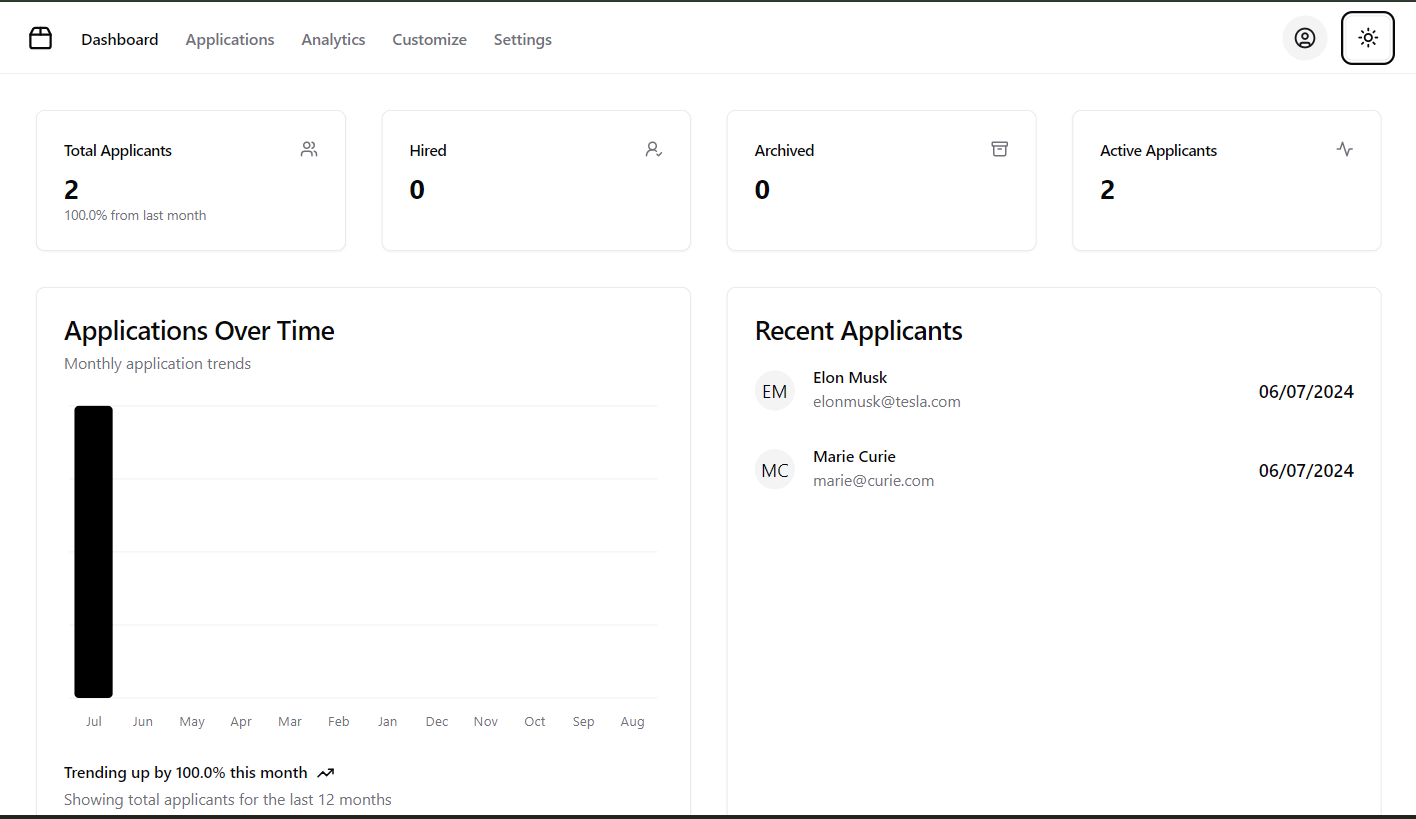 Dashboard Applications Analytics Customize Settings
Total Applicants
2
100.0% from last month
Hired
0
Archived
0
Active Applicants
2
Applications Over Time
Monthly application trends
Jul Jun May Apr Mar Feb Jan Dec Nov Oct Sep Aug
Trending up by 100.0% this month
Showing total applicants for the last 12 months
Recent Applicants
EM
Elon Musk
elonmusk@tesla.com
06/07/2024
MC
Marie Curie
marie@curie.com
06/07/2024